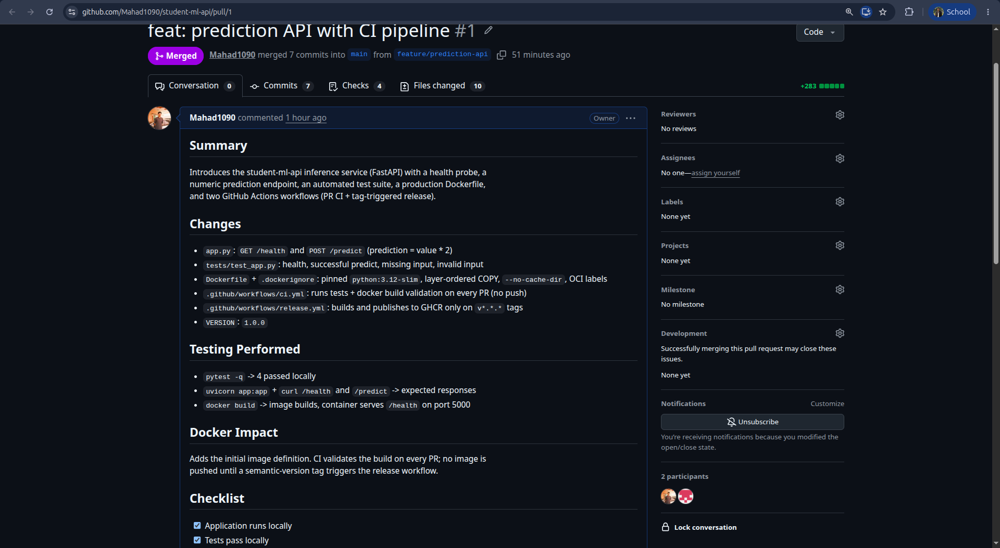 github.com/Mahad1090/student-ml-api/pull/1
School
feat: prediction API with CI pipeline #1
Code
Merged
Mahad1090 merged 7 commits into main from feature/prediction-api 51 minutes ago
Conversation 0
Commits 7
Checks 4
Files changed 10
+283
Mahad1090 commented 1 hour ago
Owner
Summary
Introduces the student-ml-api inference service (FastAPI) with a health probe, a
numeric prediction endpoint, an automated test suite, a production Dockerfile,
and two GitHub Actions workflows (PR CI + tag-triggered release).
Changes
• app.py: GET /health and POST /predict (prediction = value * 2)
• tests/test_app.py: health, successful predict, missing input, invalid input
• Dockerfile + .dockerignore: pinned python:3.12-slim, layer-ordered COPY, --no-cache-dir, OCI labels
• .github/workflows/ci.yml: runs tests + docker build validation on every PR (no push)
• .github/workflows/release.yml: builds and publishes to GHCR only on v*.*.* tags
• VERSION: 1.0.0
Testing Performed
• pytest -q -> 4 passed locally
• uvicorn app:app + curl /health and /predict -> expected responses
• docker build -> image builds, container serves /health on port 5000
Docker Impact
Adds the initial image definition. CI validates the build on every PR; no image is
pushed until a semantic-version tag triggers the release workflow.
Checklist
Application runs locally
Tests pass locally
Reviewers
No reviews
Assignees
No one—assign yourself
Labels
None yet
Projects
None yet
Milestone
No milestone
Development
Successfully merging this pull request may close these
issues.
None yet
Notifications
Customize
Unsubscribe
You're receiving notifications because you modified the
open/close state.
2 participants
Lock conversation